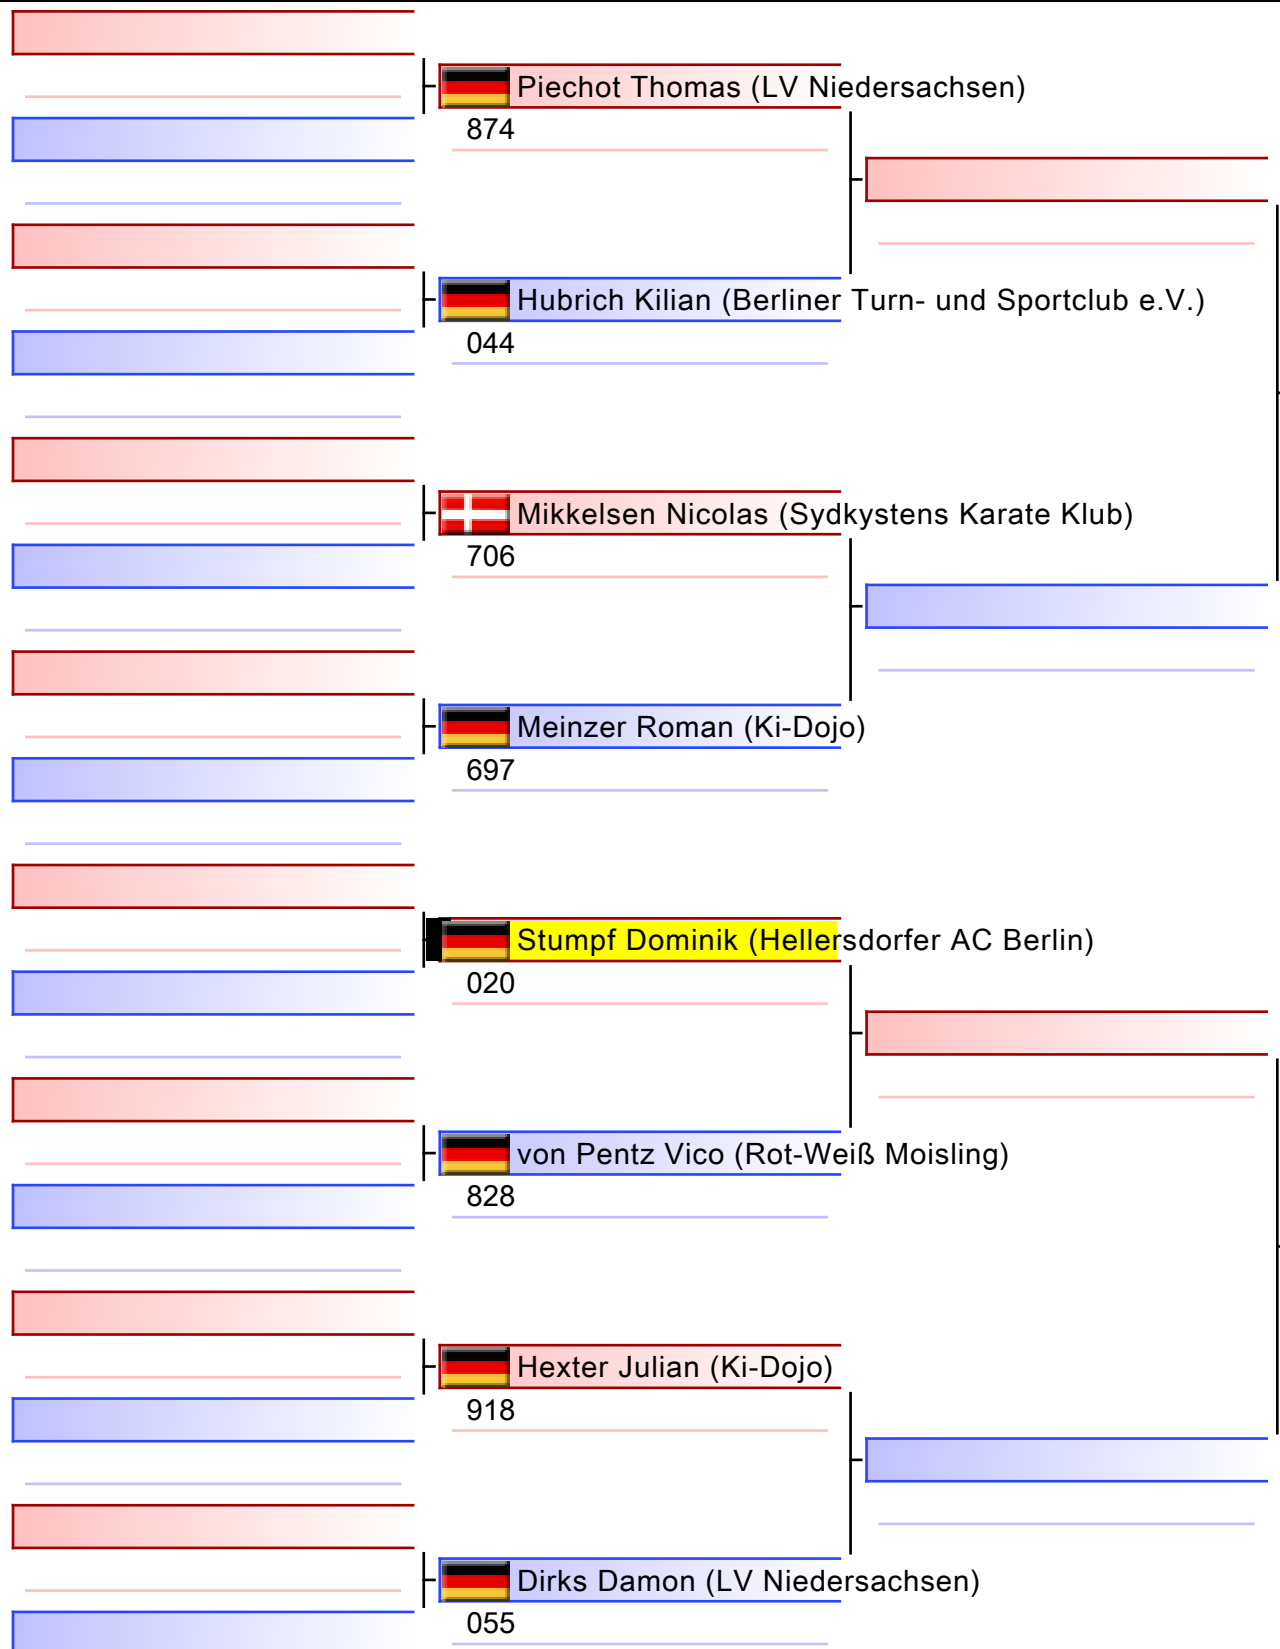 Piechot Thomas (LV Niedersachsen)
874
Hubrich Kilian (Berliner Turn- und Sportclub e.V.)
044
Mikkelsen Nicolas (Sydkystens Karate Klub)
706
Meinzer Roman (Ki-Dojo)
697
Stumpf Dominik (Hellersdorfer AC Berlin)
020
von Pentz Vico (Rot-Weiß Moisling)
828
Hexter Julian (Ki-Dojo)
918
Dirks Damon (LV Niedersachsen)
055